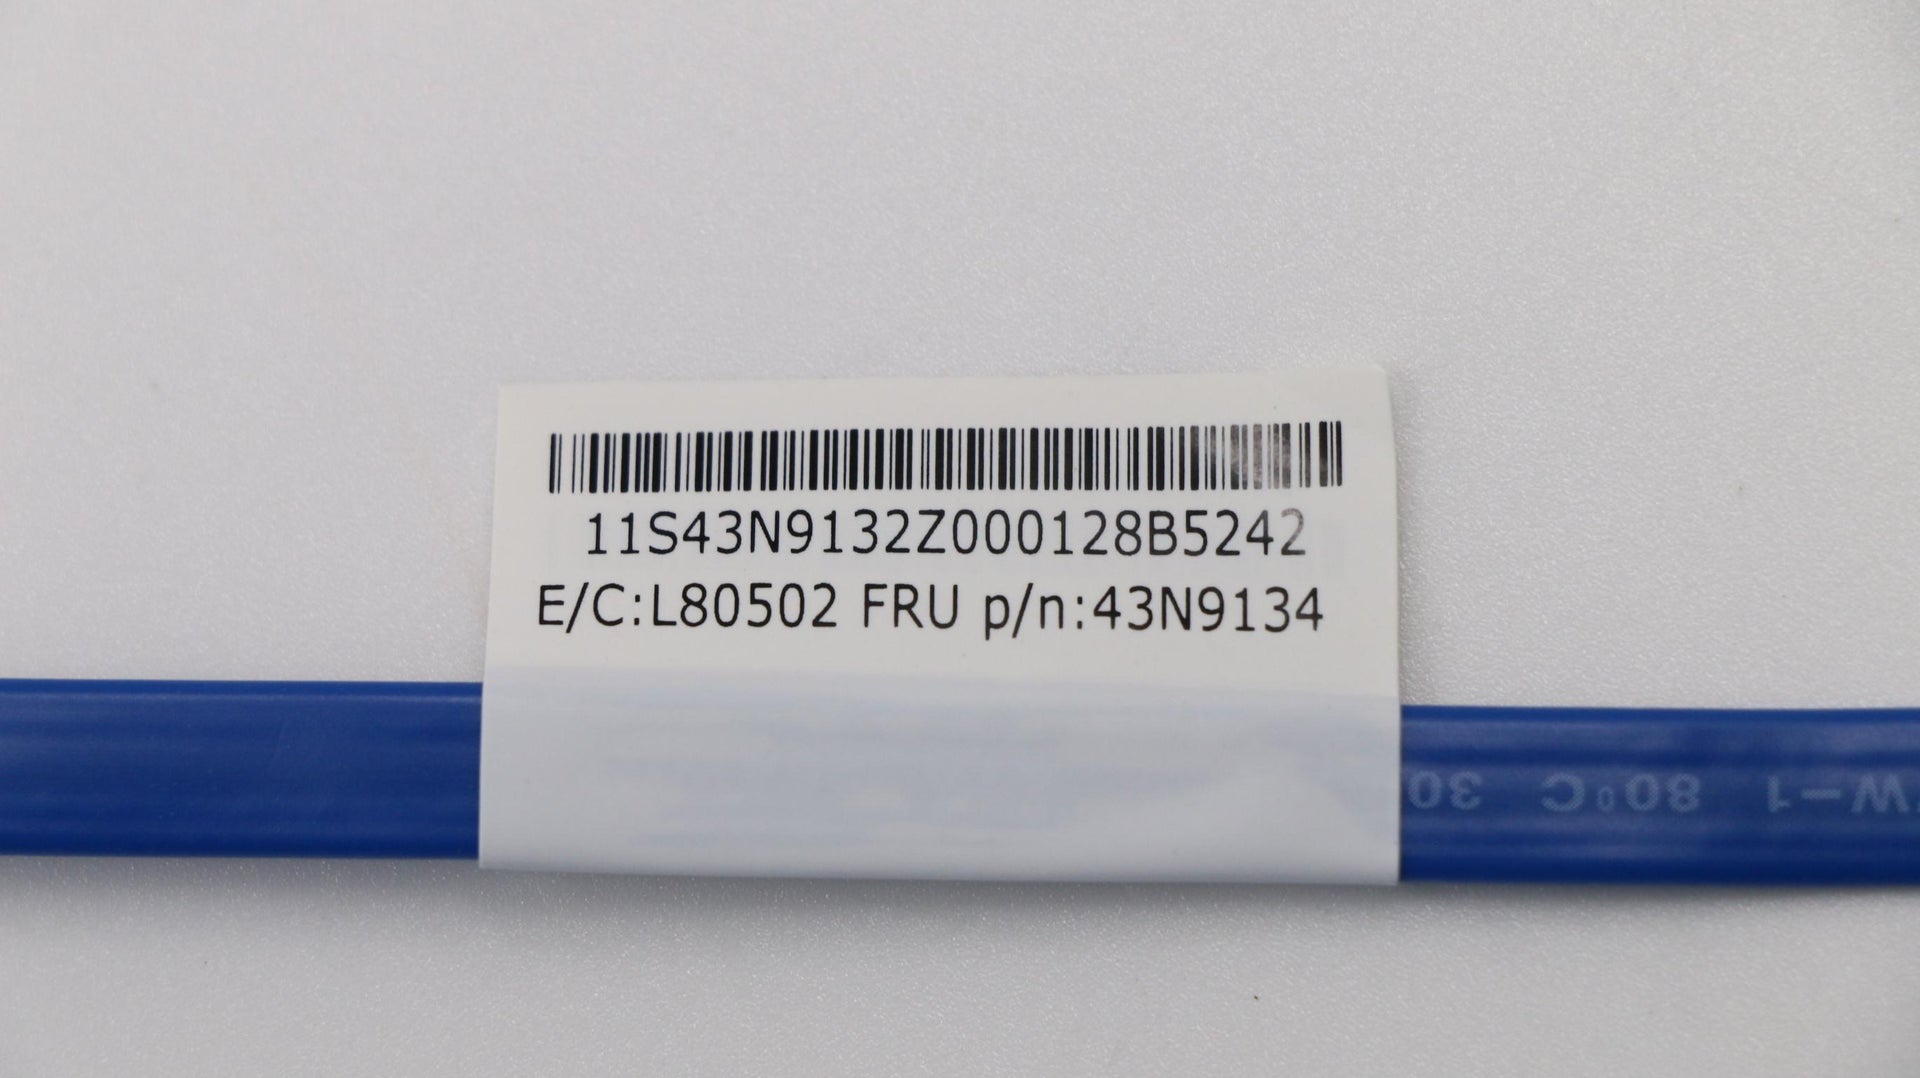 11S43N9132Z000128B5242
E/C:L80502 FRU p/n:43N9134
W-1 80°C 30